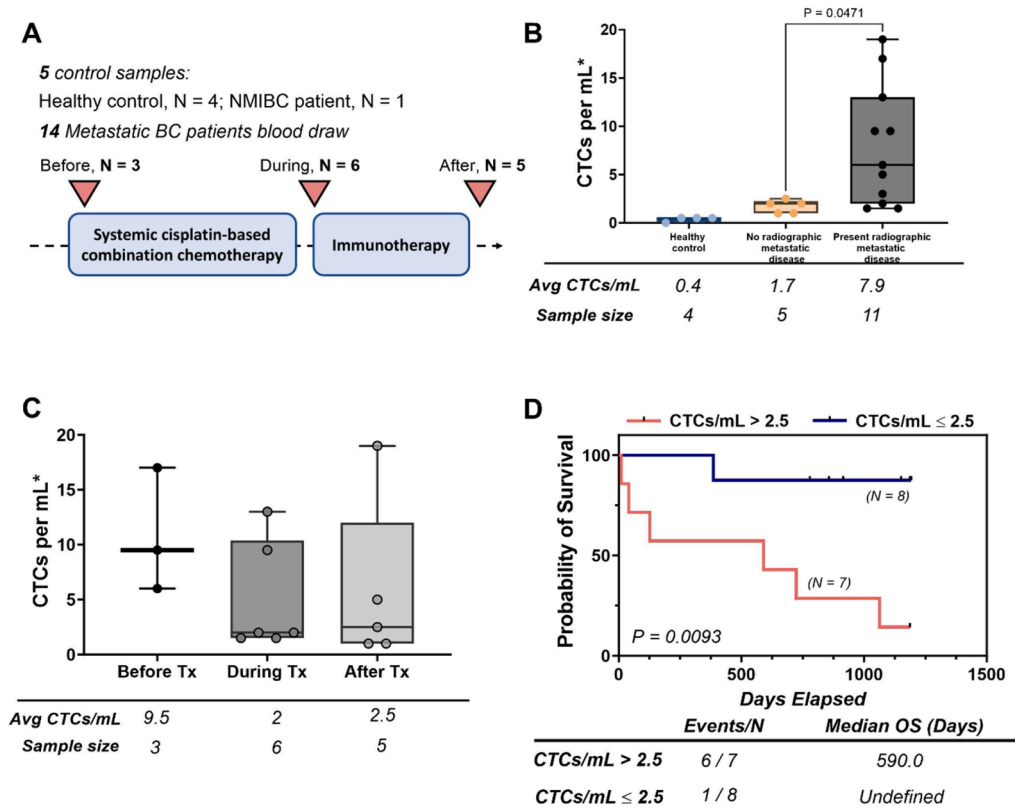 A
5 control samples:
Healthy control, N = 4; NMIBC patient, N = 1
14 Metastatic BC patients blood draw
Before, N = 3
During, N = 6
After, N = 5
Systemic cisplatin-based
combination chemotherapy
Immunotherapy
B
P = 0.0471
CTCs per mL*
20
15
10
5
0
Healthy
control
No radiographic
metastatic
disease
Present radiographic
metastatic
disease
Avg CTCs/mL 0.4 1.7 7.9
Sample size 4 5 11
C
CTCs per mL*
20
15
10
5
0
Before Tx During Tx After Tx
Avg CTCs/mL 9.5 2 2.5
Sample size 3 6 5
D
CTCs/mL > 2.5 CTCs/mL ≤ 2.5
Probability of Survival
100
50
0
(N = 8)
(N = 7)
P = 0.0093
0 500 1000 1500
Days Elapsed
Events/N Median OS (Days)
CTCs/mL > 2.5 6 / 7 590.0
CTCs/mL ≤ 2.5 1 / 8 Undefined